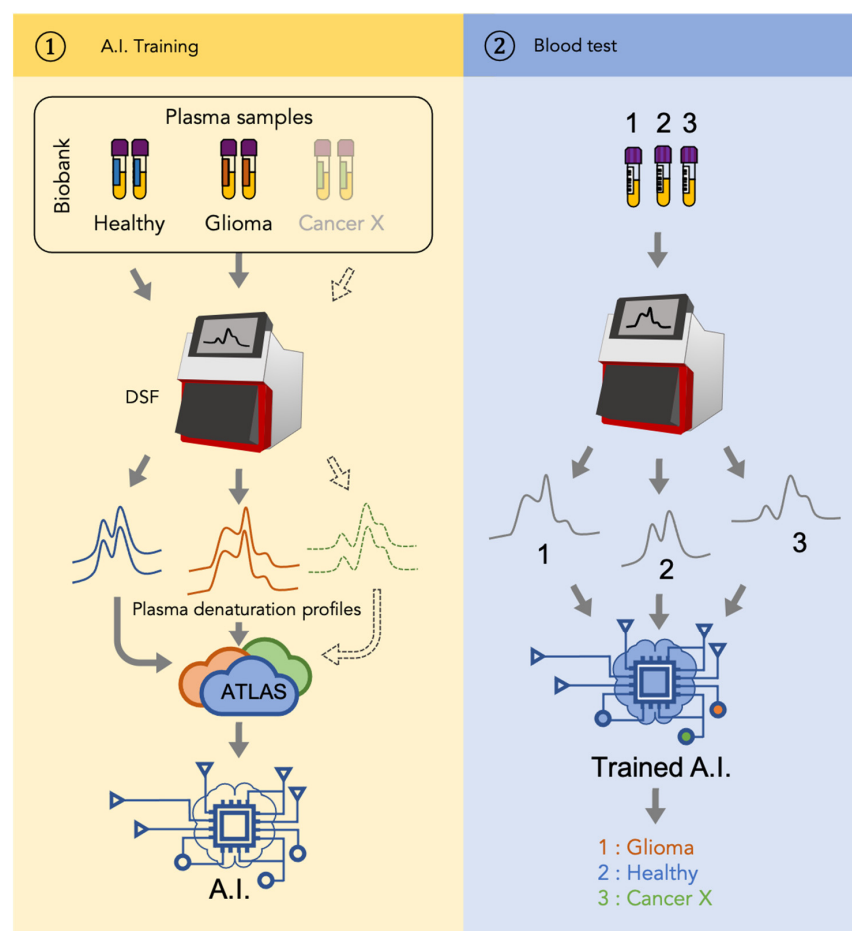 1 A.I. Training
Plasma samples
Biobank
Healthy Glioma Cancer X
DSF
Plasma denaturation profiles
ATLAS
A.I.
2 Blood test
1 2 3
1
2
3
Trained A.I.
1 : Glioma
2 : Healthy
3 : Cancer X